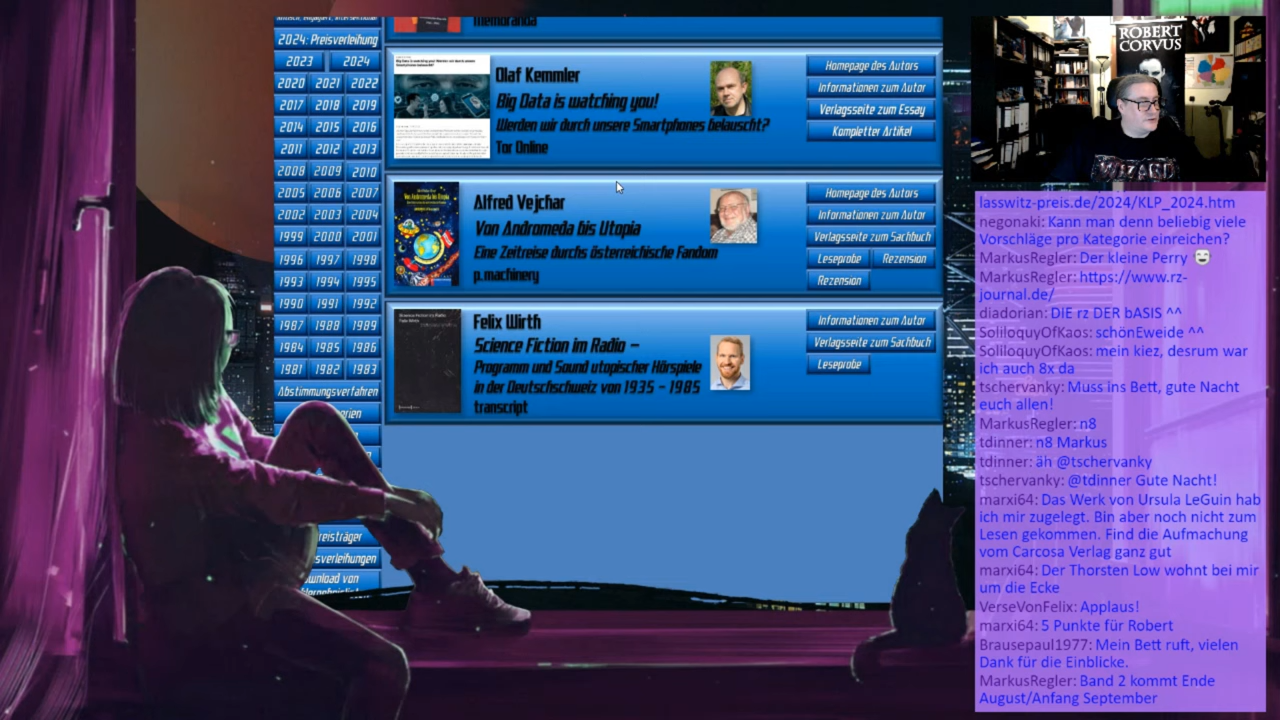 2024: Preisverleihung
2023 2024
2020 2021 2022
2017 2018 2019
2014 2015 2016
2011 2012 2013
2008 2009 2010
2005 2006 2007
2002 2003 2004
1999 2000 2001
1996 1997 1998
1993 1994 1995
1990 1991 1992
1987 1988 1989
1984 1985 1986
1981 1982 1983
Abstimmungsverfahren
Memoranda
Olaf Kemmler
Big Data is watching you!
Werden wir durch unsere Smartphones belauscht?
Tor Online
Homepage des Autors
Informationen zum Autor
Verlagsseite zum Essay
Kompletter Artikel
Alfred Vejchar
Von Andromeda bis Utopia
Eine Zeitreise durchs österreichische Fandom
p.machinery
Homepage des Autors
Informationen zum Autor
Verlagsseite zum Sachbuch
Leseprobe Rezension
Rezension
Felix Wirth
Science Fiction im Radio –
Programm und Sound utopischer Hörspiele
in der Deutschschweiz von 1935 – 1985
transcript
Informationen zum Autor
Verlagsseite zum Sachbuch
Leseprobe
ROBERT
CORVUS
lasswitz-preis.de/2024/KLP_2024.htm
negonaki: Kann man denn beliebig viele
Vorschläge pro Kategorie einreichen?
MarkusRegler: Der kleine Perry
MarkusRegler: https://www.rz-
journal.de/
diadorian: DIE rz DER bASIS ^^
SoliloquyOfKaos: schönEweide ^^
SoliloquyOfKaos: mein kiez, desrum war
ich auch 8x da
tschervanky: Muss ins Bett, gute Nacht
euch allen!
MarkusRegler: n8
tdinner: n8 Markus
tdinner: äh @tschervanky
tschervanky: @tdinner Gute Nacht!
marxi64: Das Werk von Ursula LeGuin hab
ich mir zugelegt. Bin aber noch nicht zum
Lesen gekommen. Find die Aufmachung
vom Carcosa Verlag ganz gut
marxi64: Der Thorsten Low wohnt bei mir
um die Ecke
VerseVonFelix: Applaus!
marxi64: 5 Punkte für Robert
Brausepaul1977: Mein Bett ruft, vielen
Dank für die Einblicke.
MarkusRegler: Band 2 kommt Ende
August/Anfang September